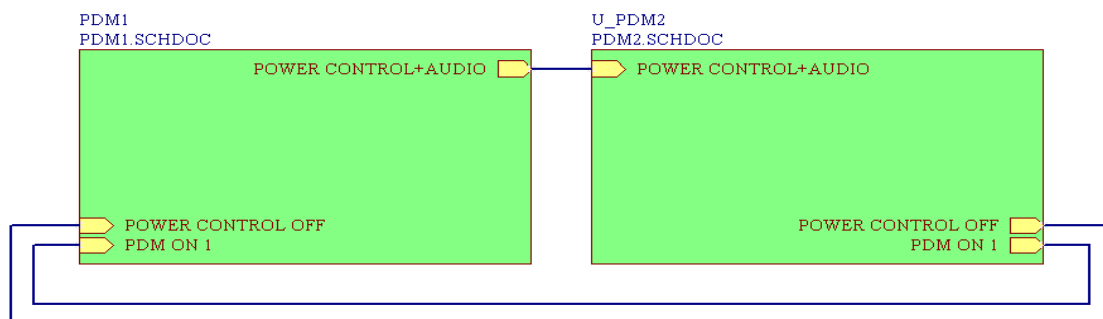 PDM1
PDM1.SCHDOC
POWER CONTROL+AUDIO
POWER CONTROL OFF
PDM ON 1
U_PDM2
PDM2.SCHDOC
POWER CONTROL+AUDIO
POWER CONTROL OFF
PDM ON 1